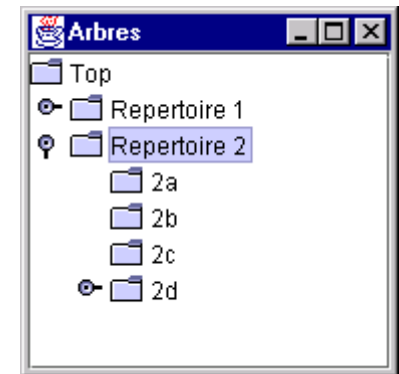 Arbres
Top
Repertoire 1
Repertoire 2
2a
2b
2c
2d